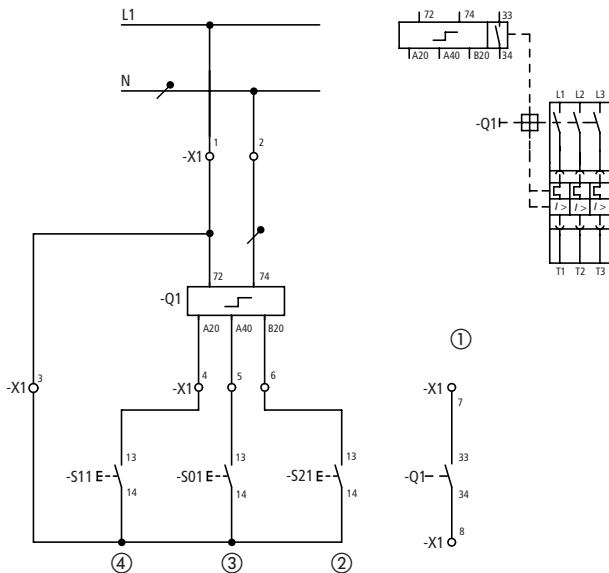 L1
72 74 33
A20 A40 B20 34
N
L1 L2 L3
-Q1
1 2
-X1
I > I > I >
T1 T2 T3
72 74
-Q1
A20 A40 B20
①
3 4 5 6
-X1 -X1 -X1
7
13 13 13 33
-S11 E -S01 E -S21 E -Q1
14 14 14 34
8
-X1
④ ③ ②